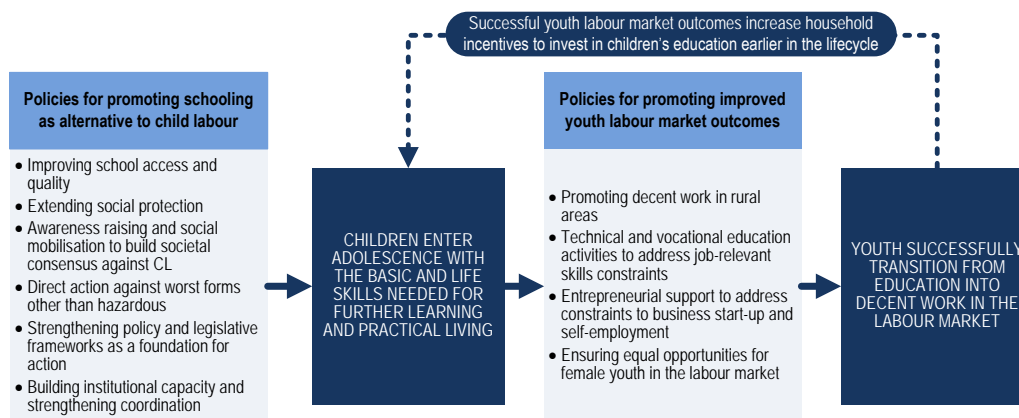 Successful youth labour market outcomes increase household
incentives to invest in children's education earlier in the lifecycle
Policies for promoting schooling
as alternative to child labour
• Improving school access and
quality
• Extending social protection
• Awareness raising and social
mobilisation to build societal
consensus against CL
• Direct action against worst forms
other than hazardous
• Strengthening policy and legislative
frameworks as a foundation for
action
• Building institutional capacity and
strengthening coordination
CHILDREN ENTER
ADOLESCENCE WITH
THE BASIC AND LIFE
SKILLS NEEDED FOR
FURTHER LEARNING
AND PRACTICAL LIVING
Policies for promoting improved
youth labour market outcomes
• Promoting decent work in rural
areas
• Technical and vocational education
activities to address job-relevant
skills constraints
• Entrepreneurial support to address
constraints to business start-up and
self-employment
• Ensuring equal opportunities for
female youth in the labour market
YOUTH SUCCESSFULLY
TRANSITION FROM
EDUCATION INTO
DECENT WORK IN THE
LABOUR MARKET